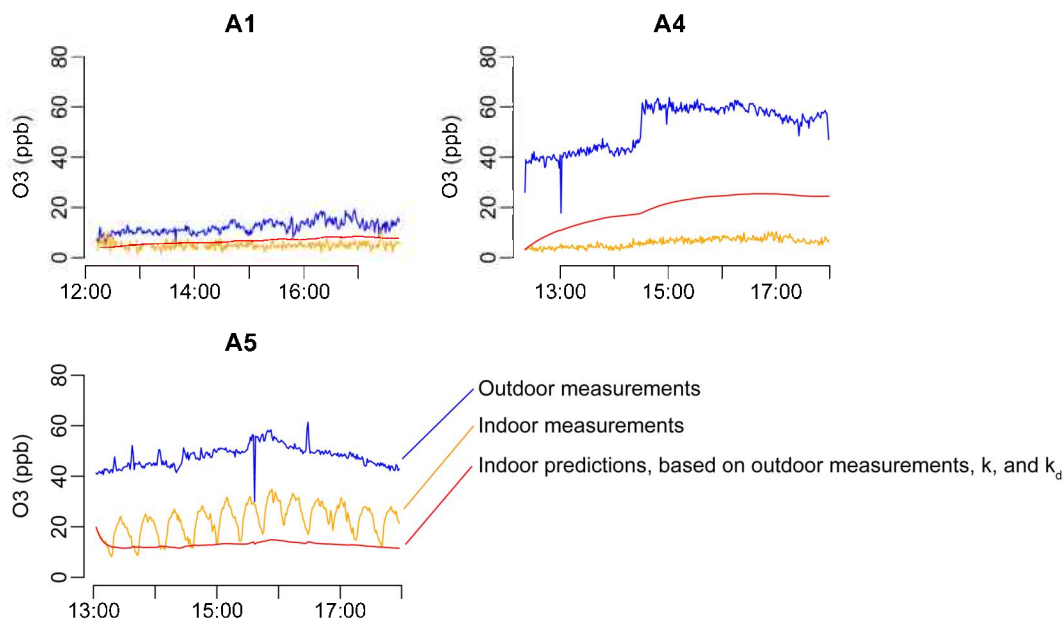 A1
O3 (ppb)
80
60
40
20
0
12:00 14:00 16:00
A4
O3 (ppb)
80
60
40
20
0
13:00 15:00 17:00
A5
O3 (ppb)
80
60
40
20
0
13:00 15:00 17:00
Outdoor measurements
Indoor measurements
Indoor predictions, based on outdoor measurements, k, and kd